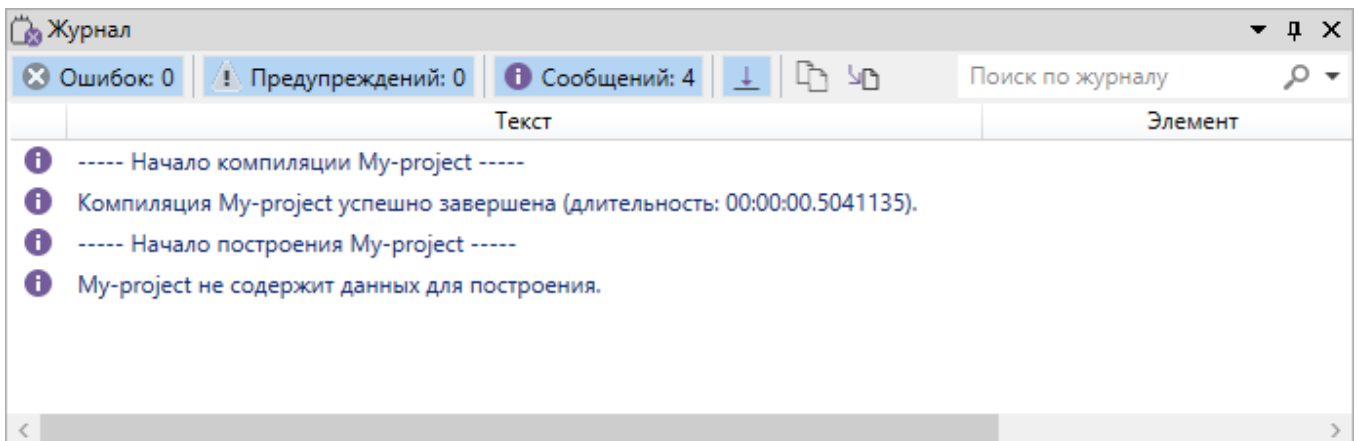 Журнал
Ошибок: 0 Предупреждений: 0 Сообщений: 4 Поиск по журналу
Текст Элемент
----- Начало компиляции My-project -----
Компиляция My-project успешно завершена (длительность: 00:00:00.5041135).
----- Начало построения My-project -----
My-project не содержит данных для построения.